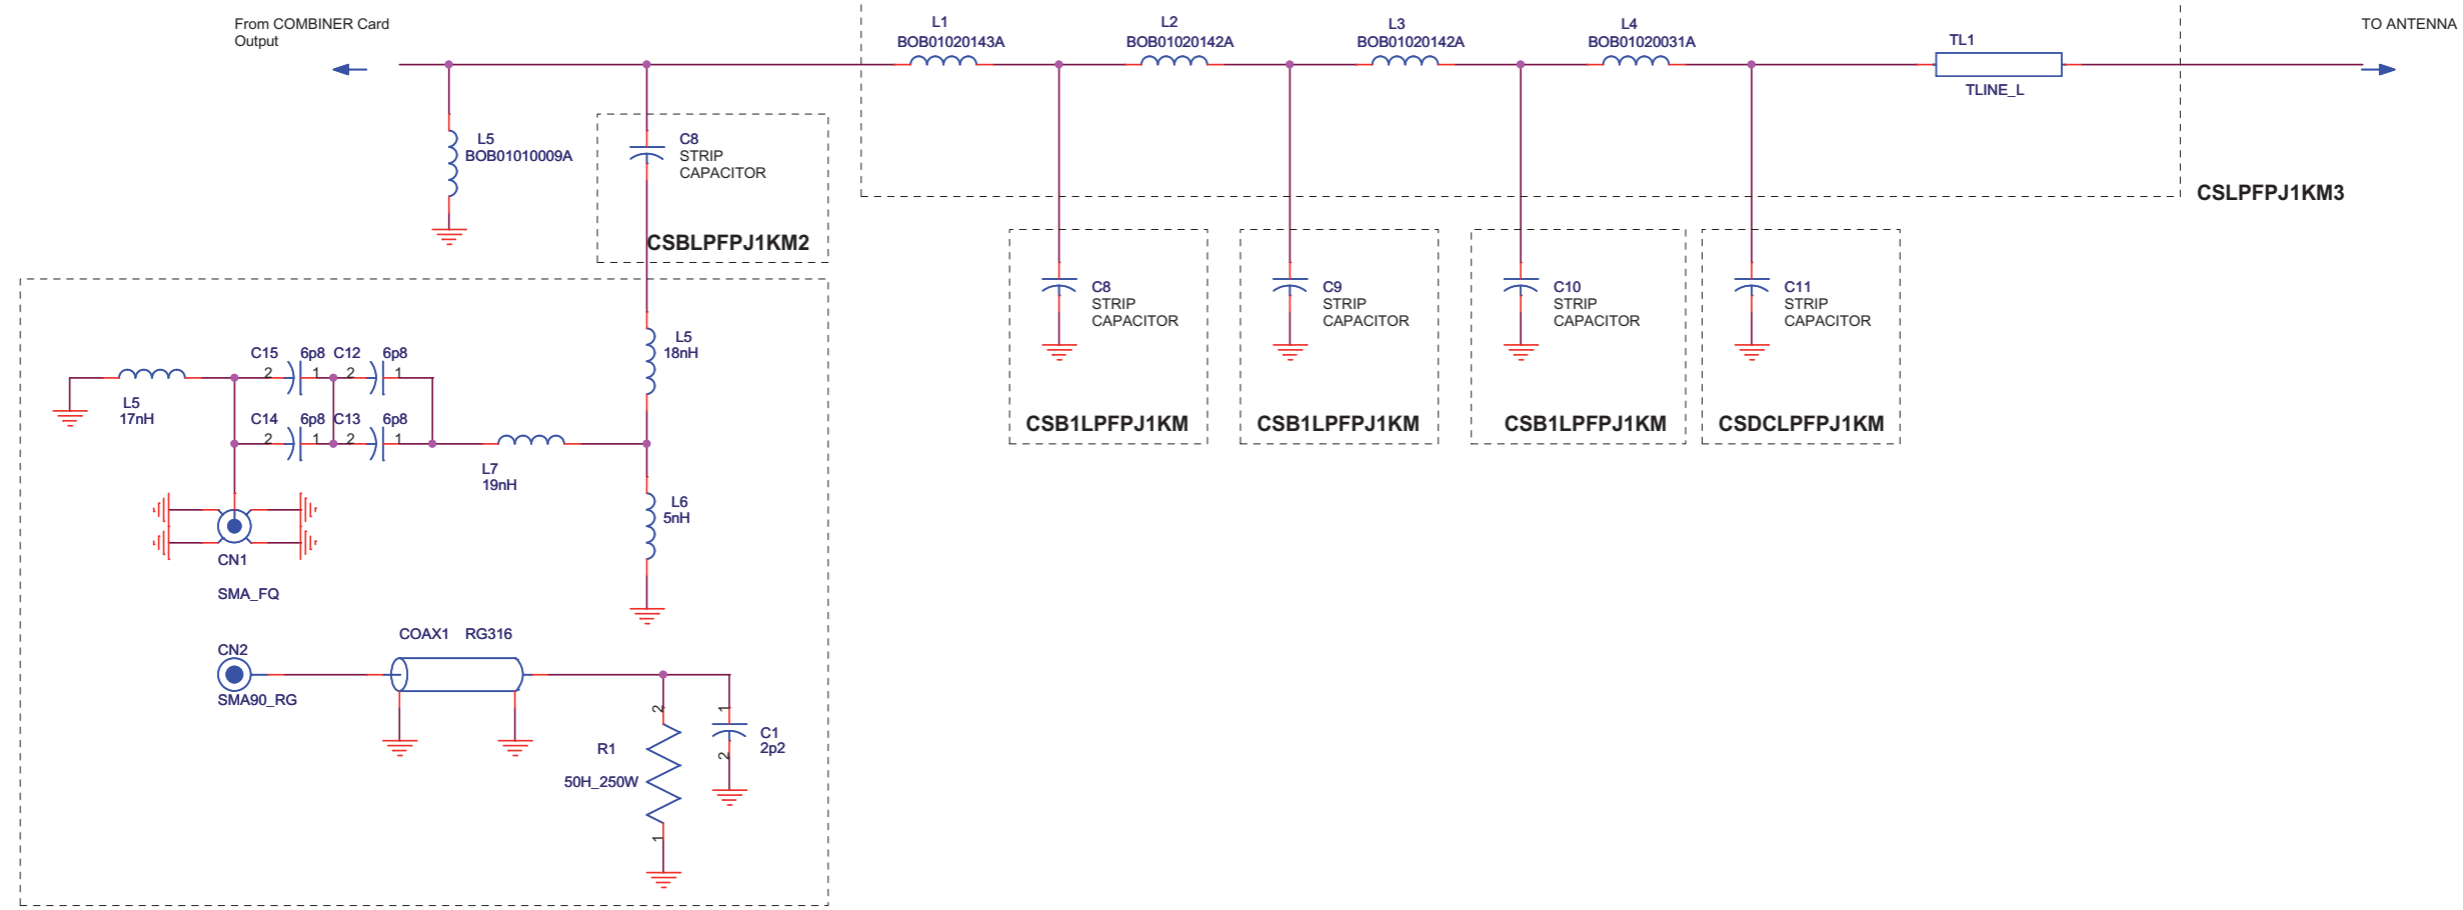 From COMBINER Card
Output
L1
BOB01020143A
L2
BOB01020142A
L3
BOB01020142A
L4
BOB01020031A
TL1
TLINE_L
TO ANTENNA
L5
BOB01010009A
C8
STRIP
CAPACITOR
CSBLPFPJ1KM2
CSLPFPJ1KM3
C8
STRIP
CAPACITOR
CSB1LPFPJ1KM
C9
STRIP
CAPACITOR
CSB1LPFPJ1KM
C10
STRIP
CAPACITOR
CSB1LPFPJ1KM
C11
STRIP
CAPACITOR
CSDCLPFPJ1KM
L5
18nH
C15 6p8 C12 6p8
2 1 2 1
L5
17nH
C14 6p8 C13 6p8
2 1 2 1
L7
19nH
L6
5nH
CN1
SMA_FQ
COAX1 RG316
CN2
SMA90_RG
2
R1
50H_250W
1
1
C1
2p2
2